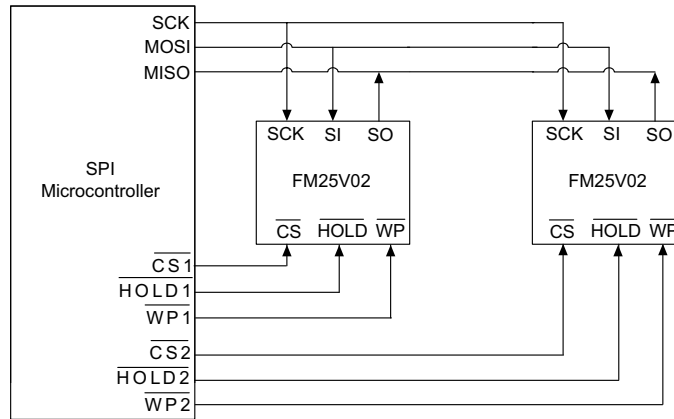 SCK
MOSI
MISO
SCK SI SO
SCK SI SO
SPI
Microcontroller
FM25V02
FM25V02
CS HOLD WP
CS HOLD WP
CS1
HOLD1
WP1
CS2
HOLD2
WP2